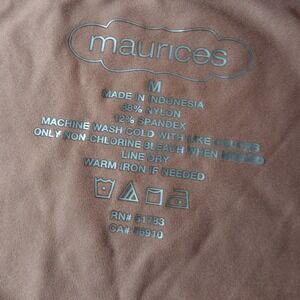 maurices
M
MADE IN INDONESIA
88% NYLON
12% SPANDEX
MACHINE WASH COLD WITH LIKE COLORS
ONLY NON-CHLORINE BLEACH WHEN NEEDED
LINE DRY
WARM IRON IF NEEDED
RN#
CA#